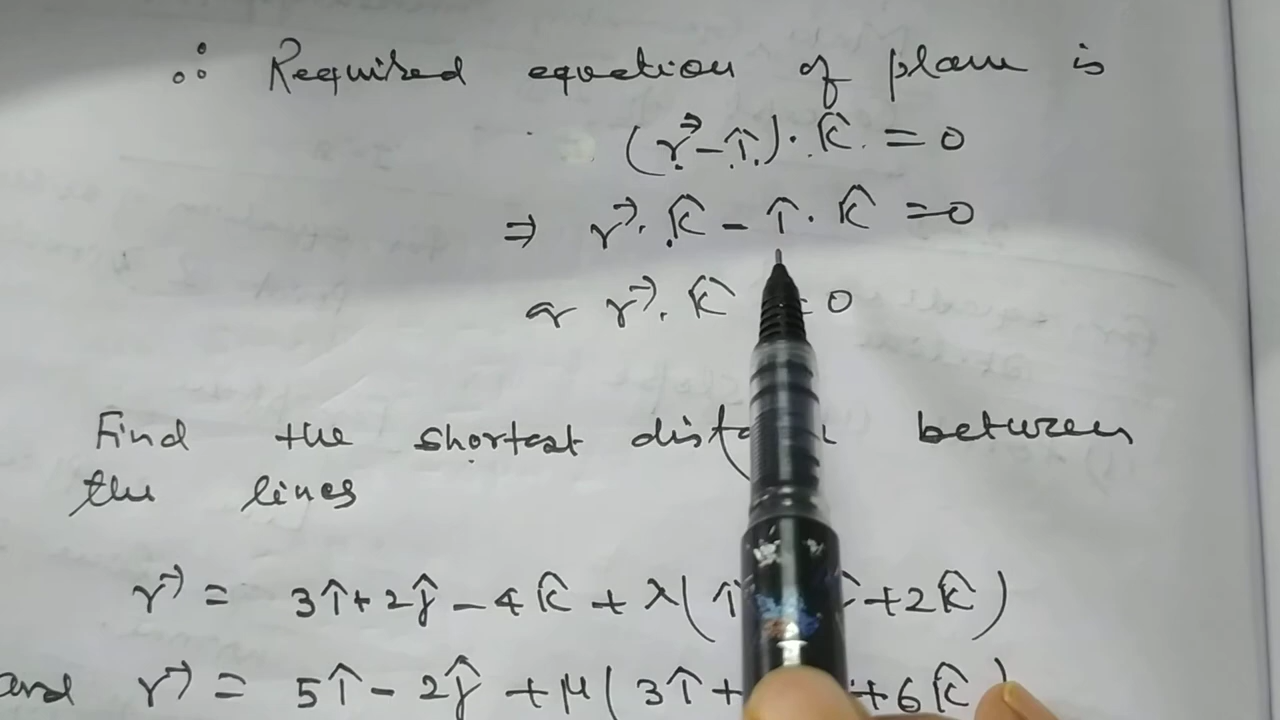 ∴ Required equation of plane is
(r⃗ - î) · k̂ = 0
⇒ r⃗ · k̂ - î · k̂ = 0
or r⃗ · k̂ = 0
Find the shortest between
the lines
r⃗ = 3î + 2ĵ - 4k̂ + λ(î + 2k̂)
and r⃗ = 5î - 2ĵ + μ(3î + + 6k̂)